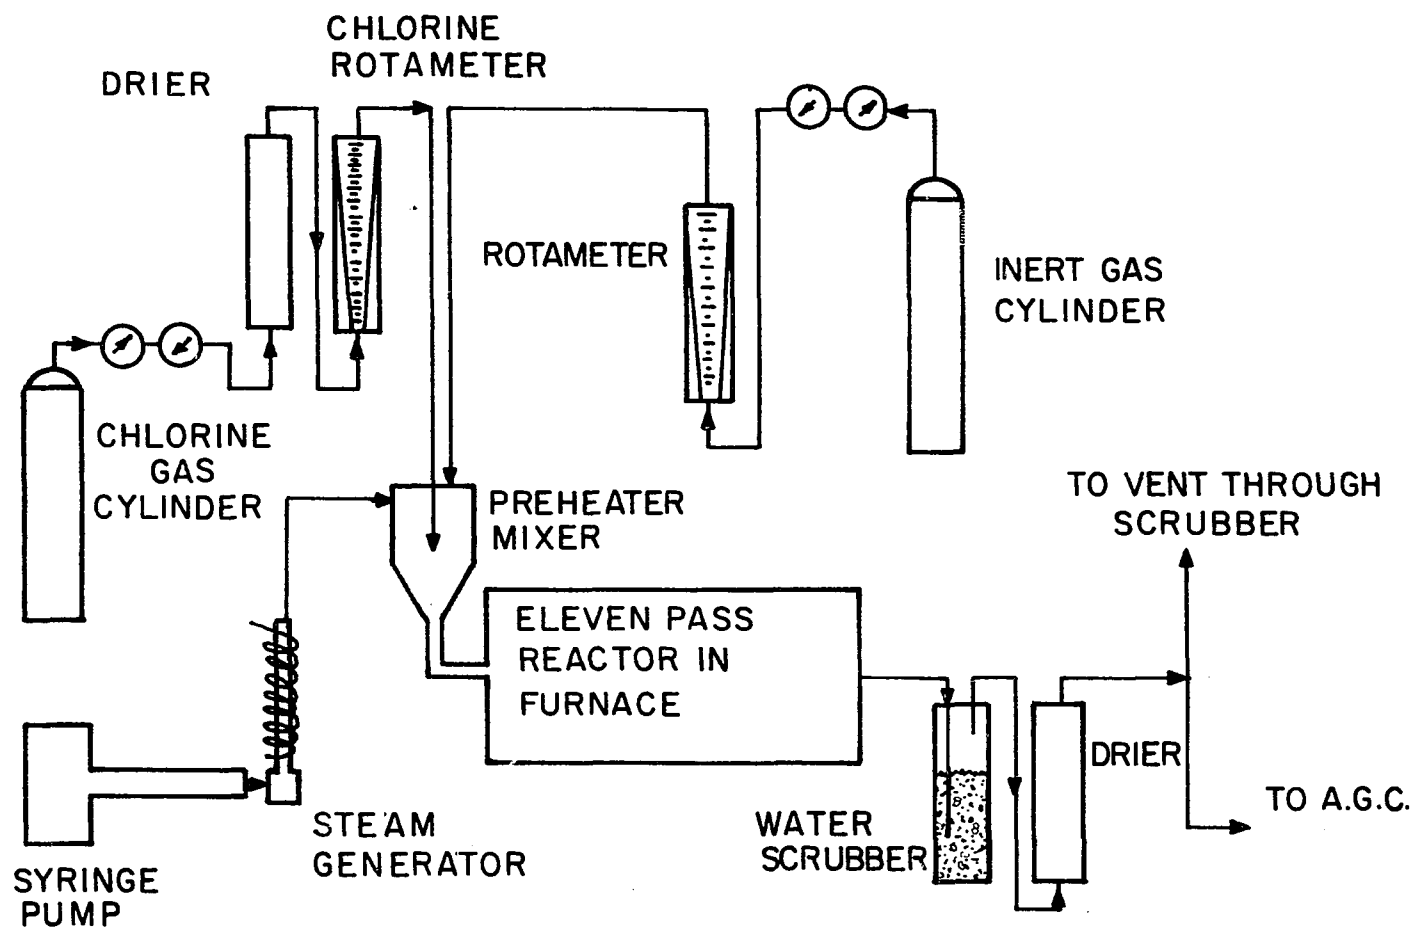 CHLORINE
ROTAMETER
DRIER
ROTAMETER
INERT GAS
CYLINDER
CHLORINE
GAS
CYLINDER
PREHEATER
MIXER
TO VENT THROUGH
SCRUBBER
ELEVEN PASS
REACTOR IN
FURNACE
DRIER
TO A.G.C.
STEAM
GENERATOR
WATER
SCRUBBER
SYRINGE
PUMP